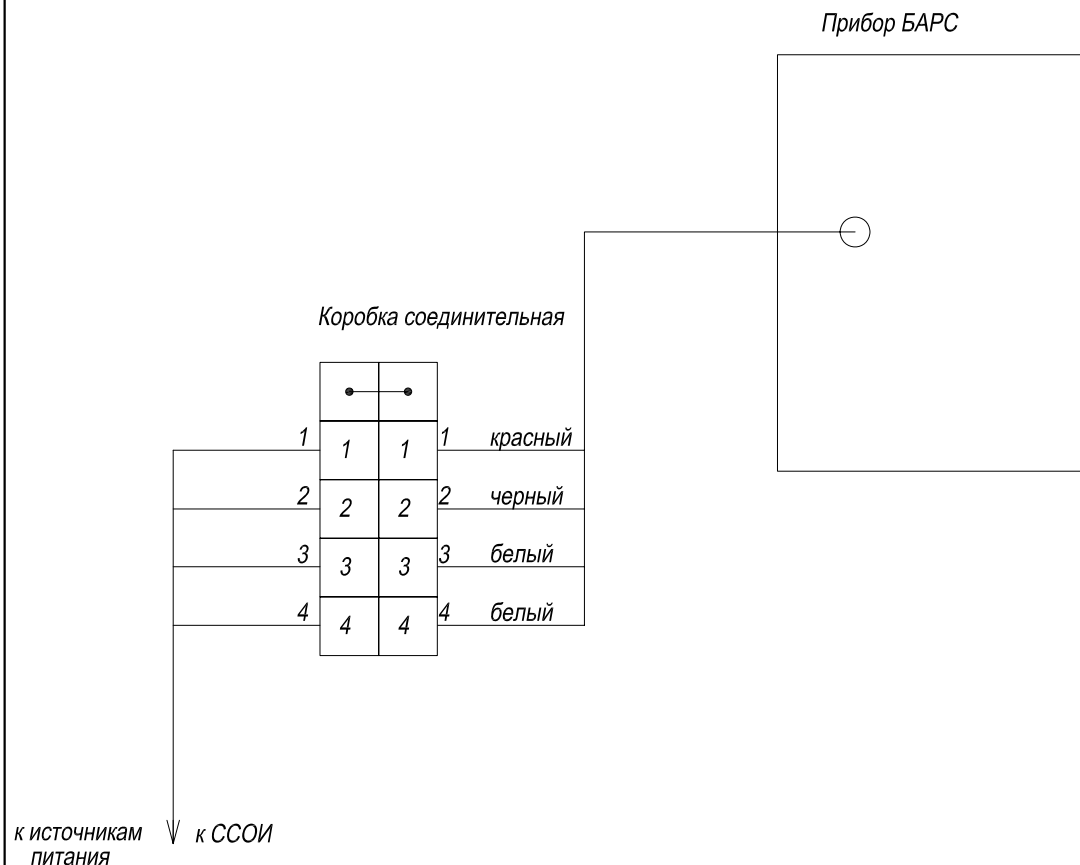 Прибор БАРС
Коробка соединительная
1 1 1 1 красный
2 2 2 2 черный
3 3 3 3 белый
4 4 4 4 белый
к источникам
питания
к ССОИ